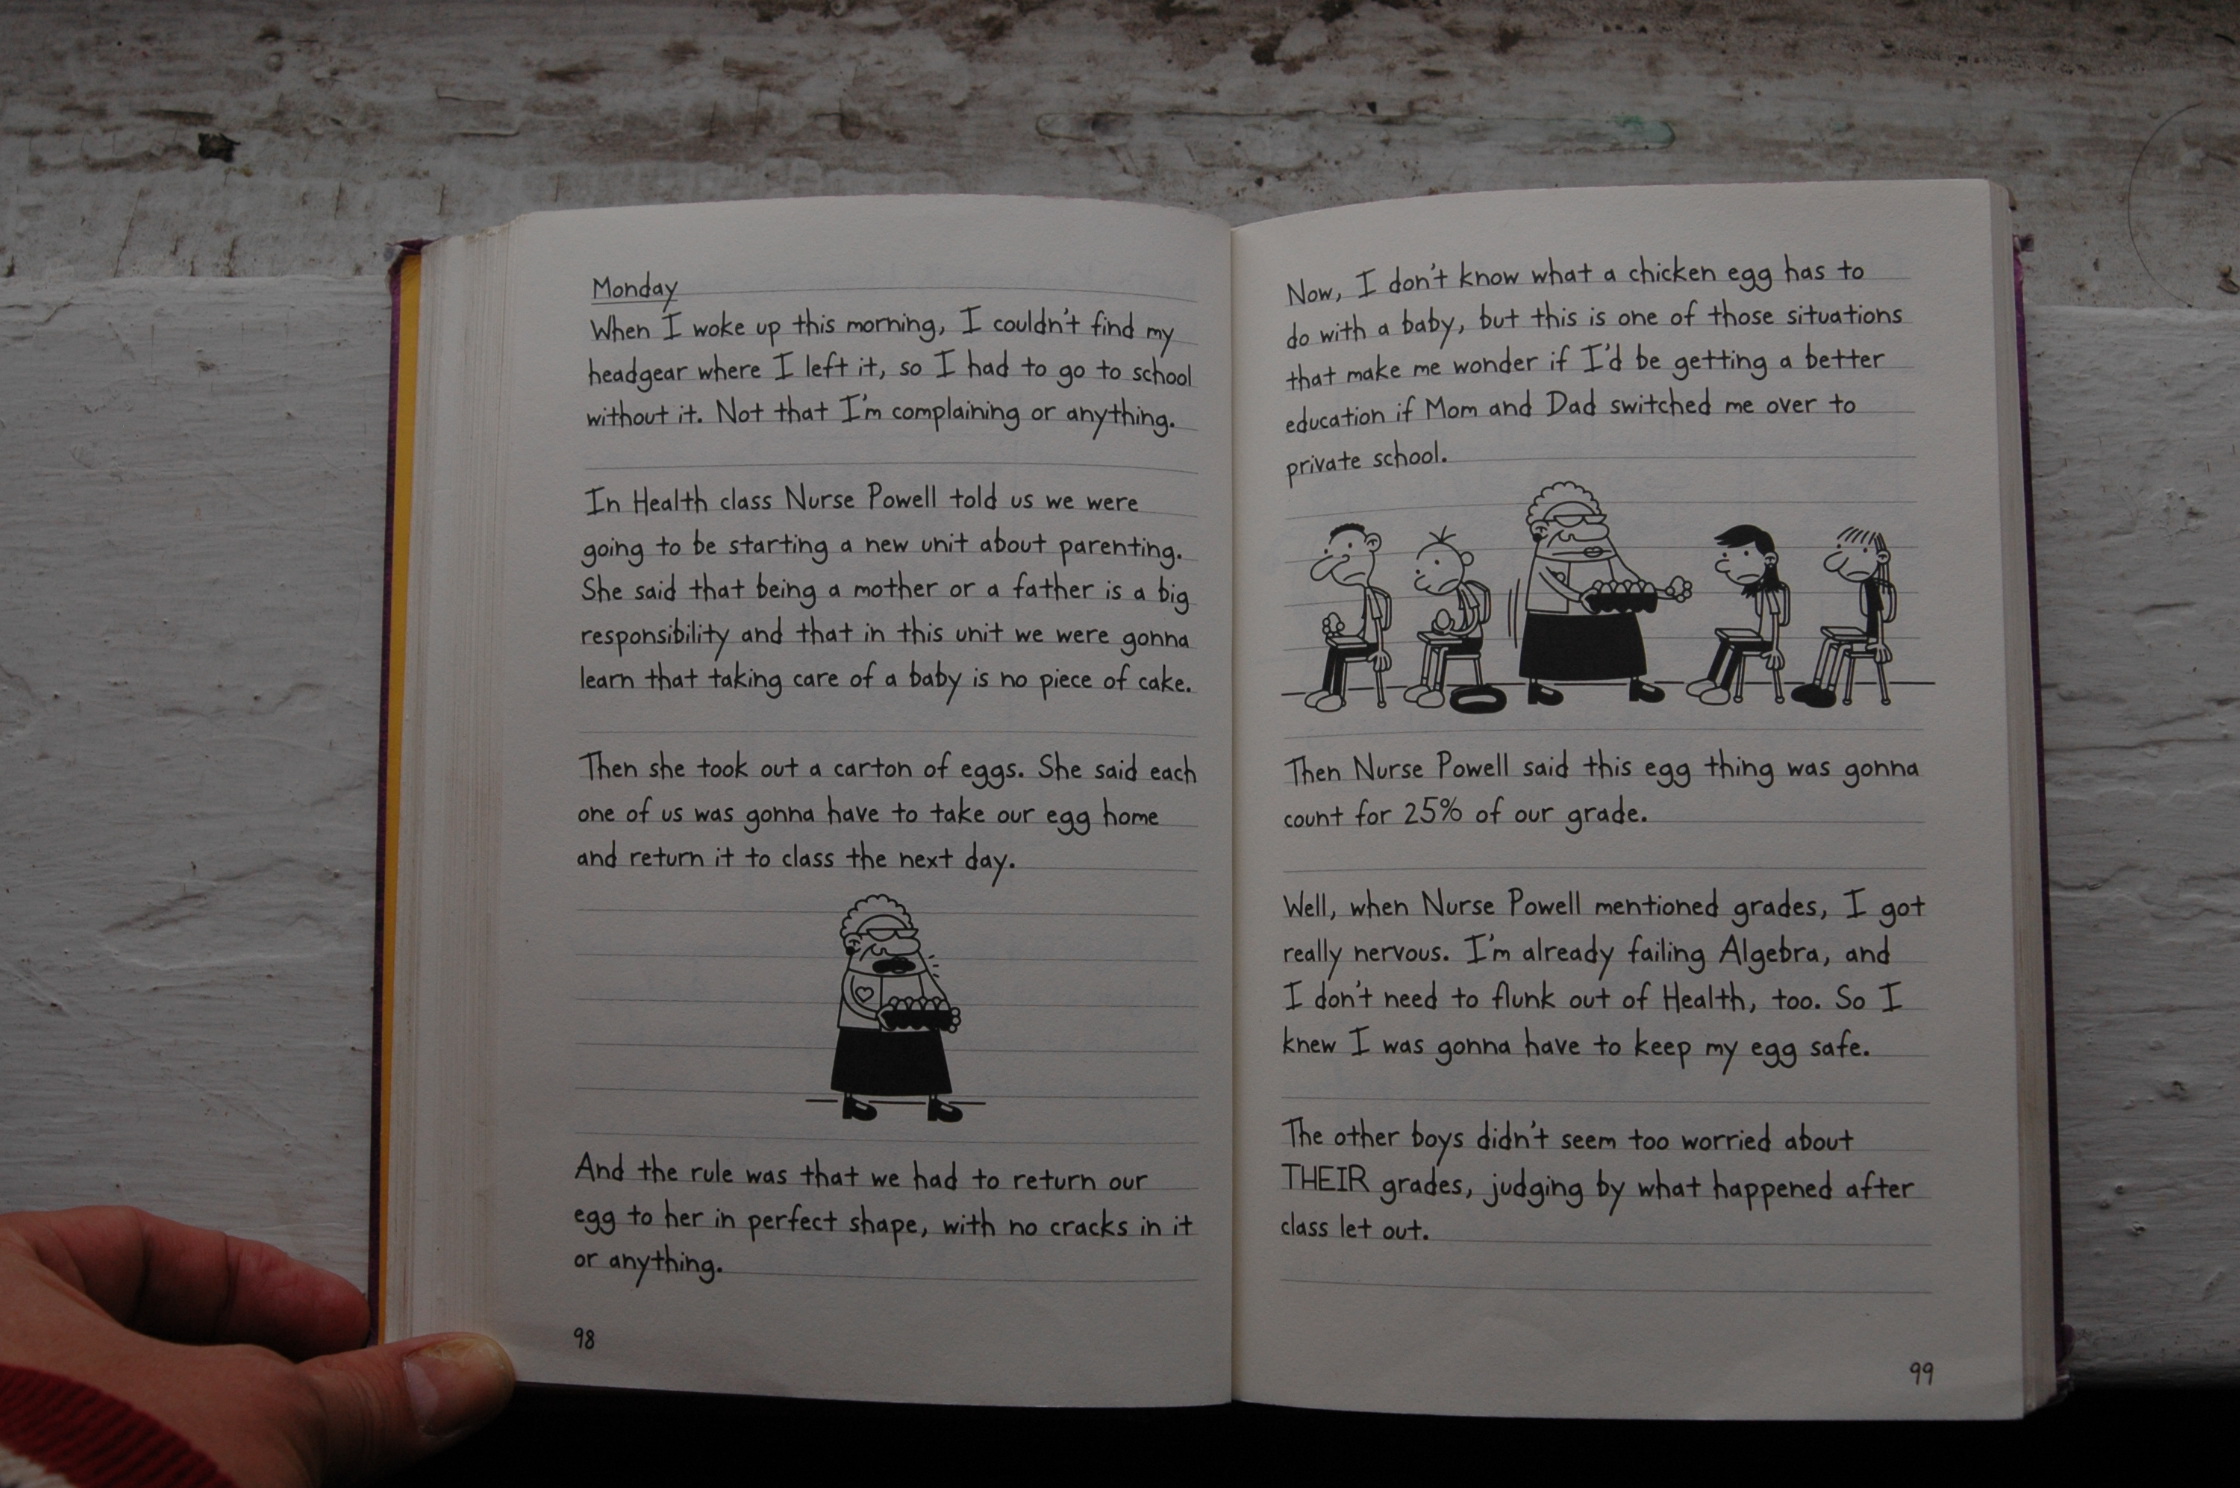 Monday
When I woke up this morning, I couldn't find my
headgear where I left it, so I had to go to school
without it. Not that I'm complaining or anything.
In Health class Nurse Powell told us we were
going to be starting a new unit about parenting.
She said that being a mother or a father is a big
responsibility and that in this unit we were gonna
learn that taking care of a baby is no piece of cake.
Then she took out a carton of eggs. She said each
one of us was gonna have to take our egg home
and return it to class the next day.
And the rule was that we had to return our
egg to her in perfect shape, with no cracks in it
or anything.
98
Now, I don't know what a chicken egg has to
do with a baby, but this is one of those situations
that make me wonder if I'd be getting a better
education if Mom and Dad switched me over to
private school.
Then Nurse Powell said this egg thing was gonna
count for 25% of our grade.
Well, when Nurse Powell mentioned grades, I got
really nervous. I'm already failing Algebra, and
I don't need to flunk out of Health, too. So I
knew I was gonna have to keep my egg safe.
The other boys didn't seem too worried about
THEIR grades, judging by what happened after
class let out.
99